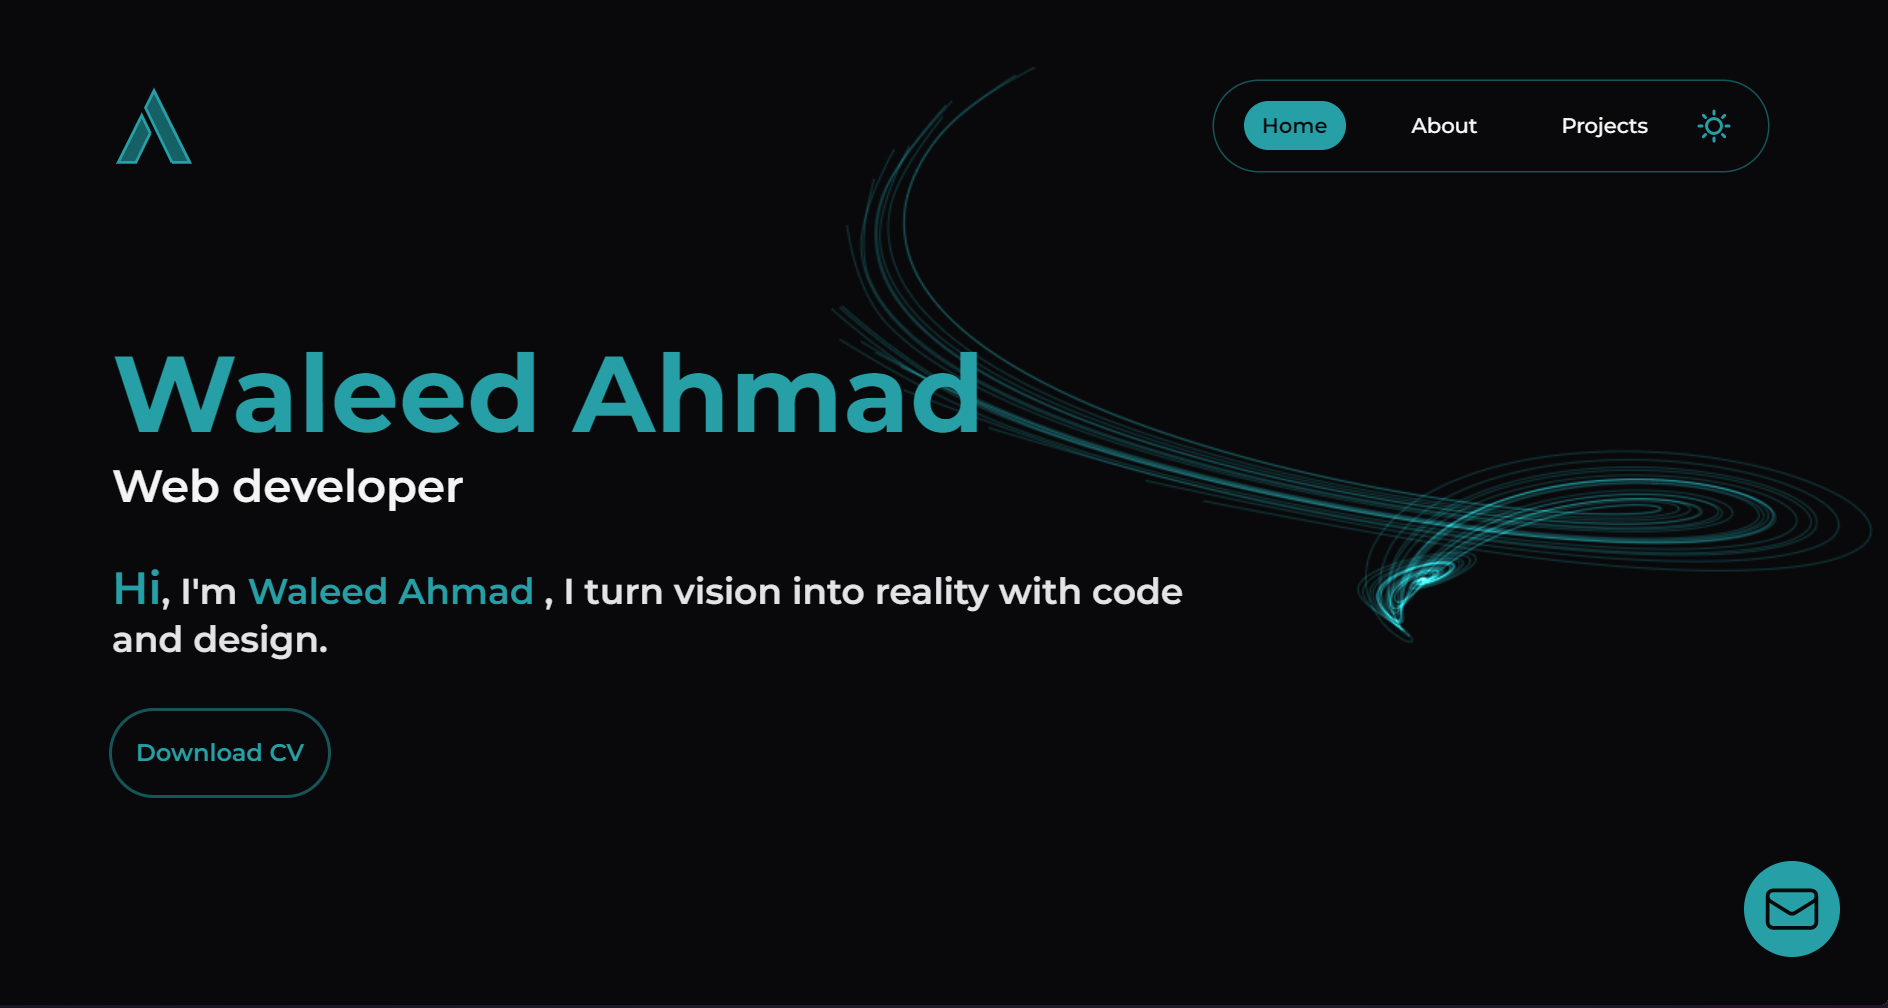 Home About Projects
Waleed Ahmad
Web developer
Hi, I'm Waleed Ahmad , I turn vision into reality with code
and design.
Download CV